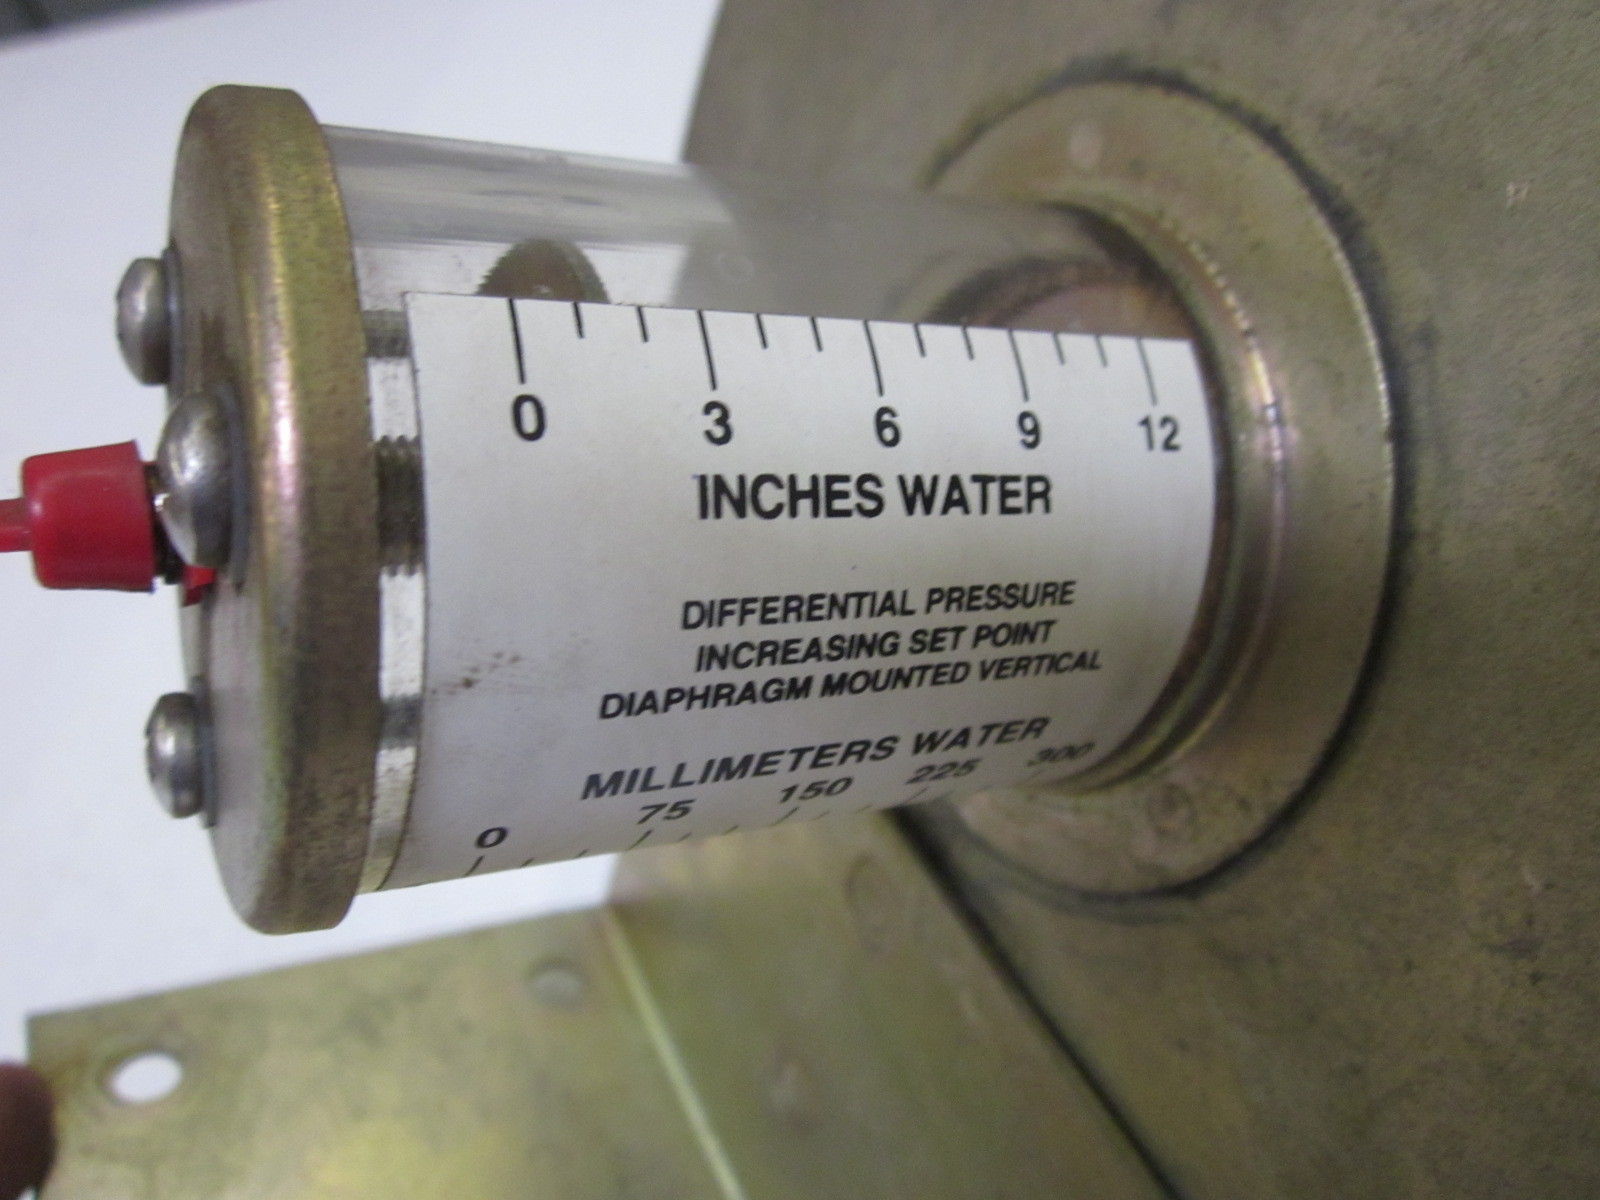 0 3 6 9 12
INCHES WATER
DIFFERENTIAL PRESSURE
INCREASING SET POINT
DIAPHRAGM MOUNTED VERTICAL
MILLIMETERS WATER
0 75 150 225 300